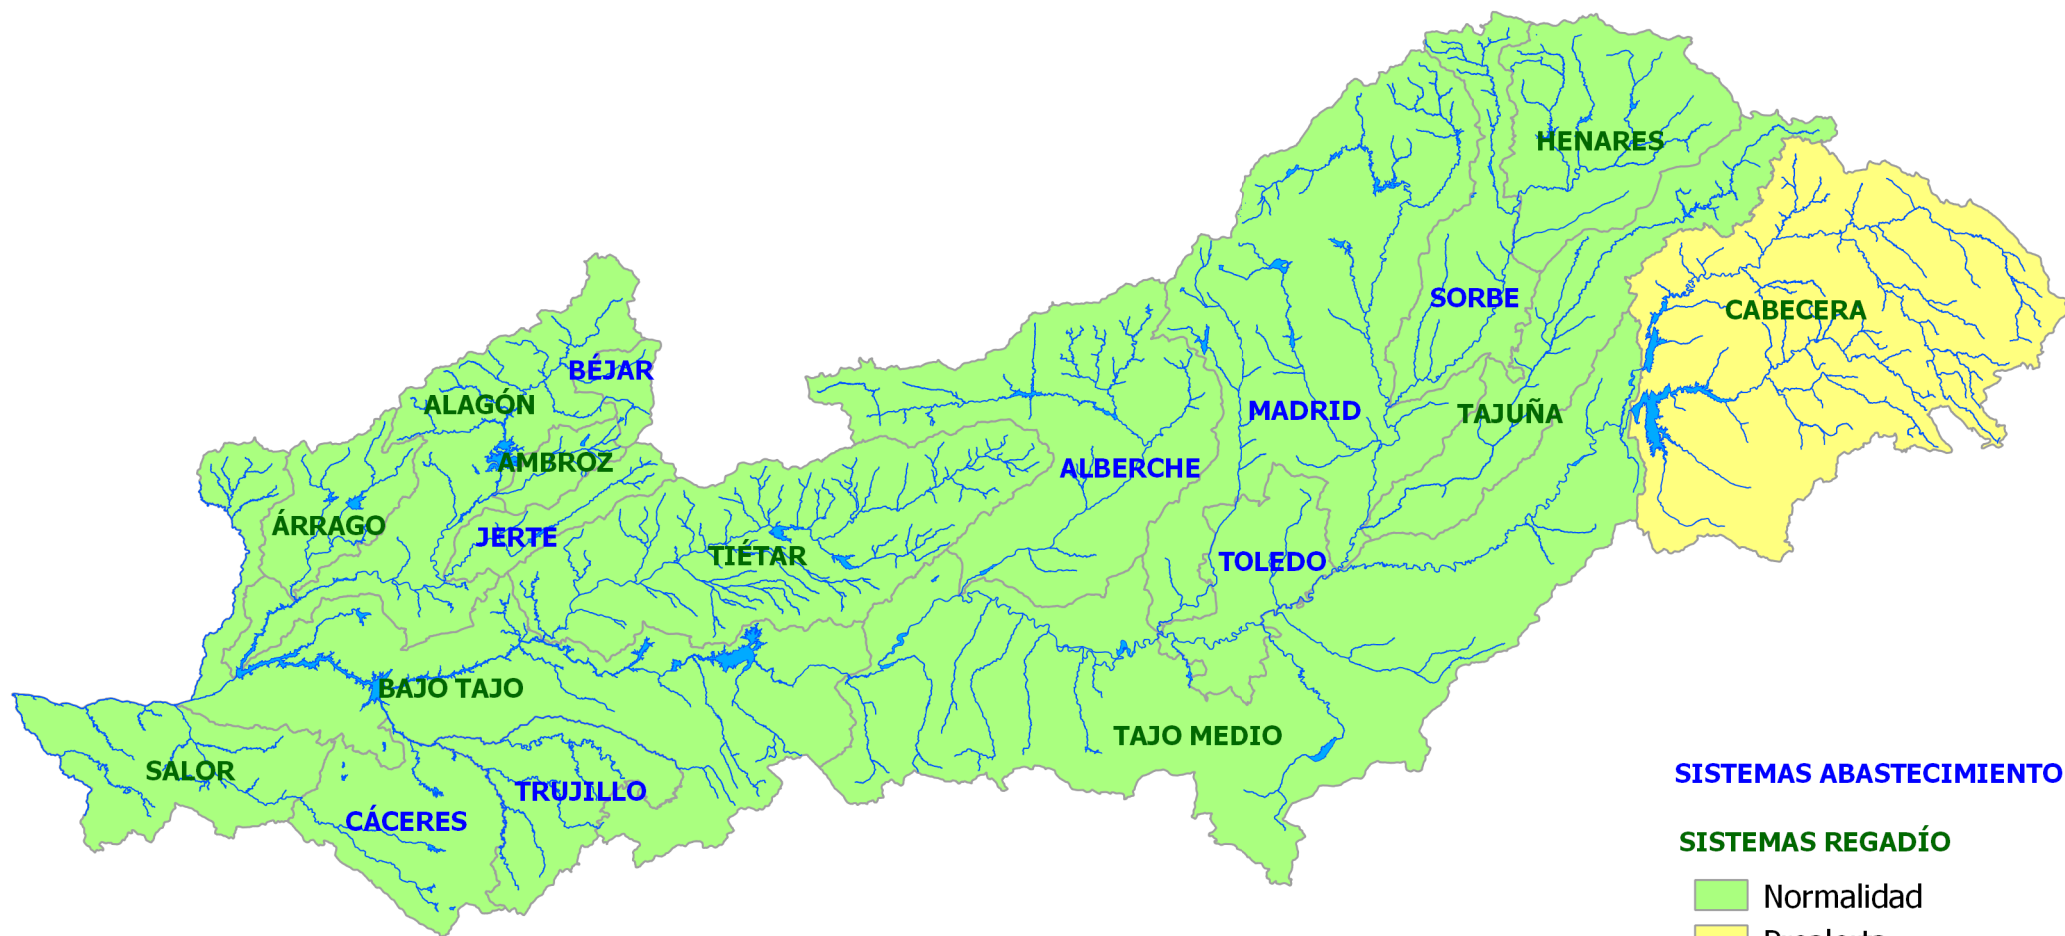 HENARES
SORBE
CABECERA
BÉJAR
ALAGÓN
MADRID
TAJUÑA
AMBROZ
ALBERCHE
ÁRRAGO
JERTE
TIÉTAR
TOLEDO
BAJO TAJO
TAJO MEDIO
SALOR
TRUJILLO
CÁCERES
SISTEMAS ABASTECIMIENTO
SISTEMAS REGADÍO
Normalidad